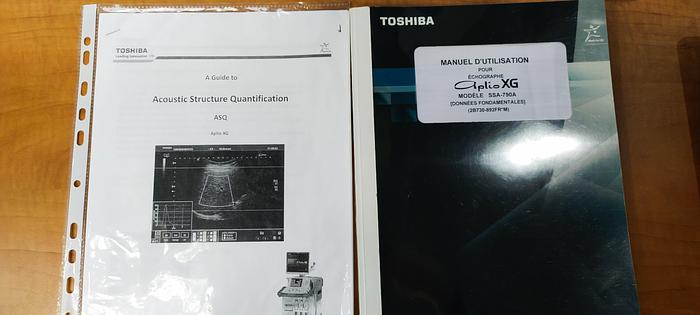 TOSHIBA
Leading Innovation
A Guide to
Acoustic Structure Quantification
ASQ
Aplio XG
TOSHIBA
MANUEL D'UTILISATION
POUR
ÉCHOGRAPHE
Aplio XG
MODÈLE SSA-790A
[DONNÉES FONDAMENTALES]
(2B730-892FR*M)